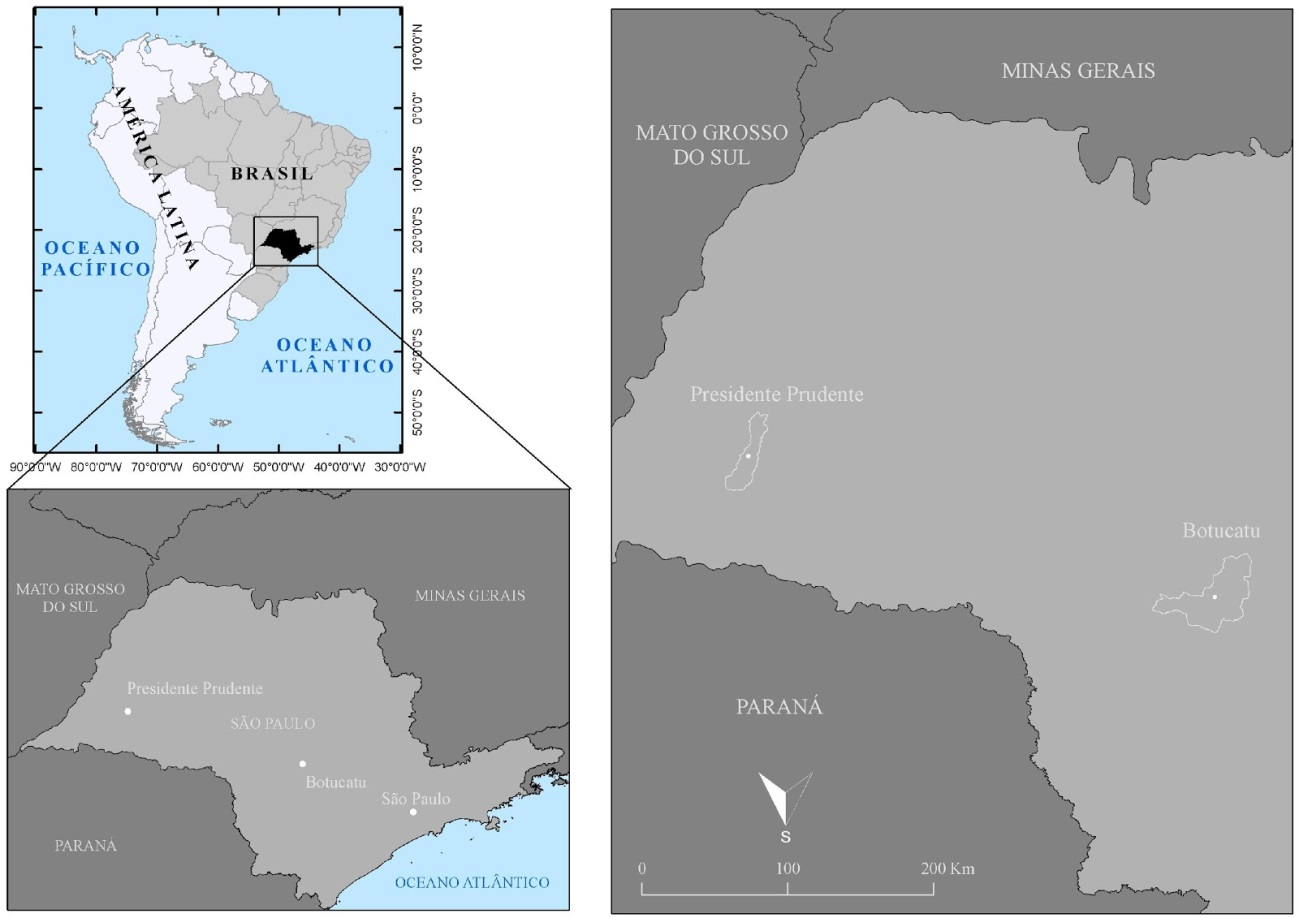 AMÉRICA LATINA
BRASIL
OCEANO
PACÍFICO
OCEANO
ATLÂNTICO
10°0'0"N
0°0'0"
10°0'0"S
20°0'0"S
30°0'0"S
40°0'0"S
50°0'0"S
90°0'0"W 80°0'0"W 70°0'0"W 60°0'0"W 50°0'0"W 40°0'0"W 30°0'0"W
MATO GROSSO
DO SUL
MINAS GERAIS
Presidente Prudente
SÃO PAULO
Botucatu
São Paulo
PARANÁ
OCEANO ATLÂNTICO
MINAS GERAIS
MATO GROSSO
DO SUL
Presidente Prudente
Botucatu
PARANÁ
S
0 100 200 Km